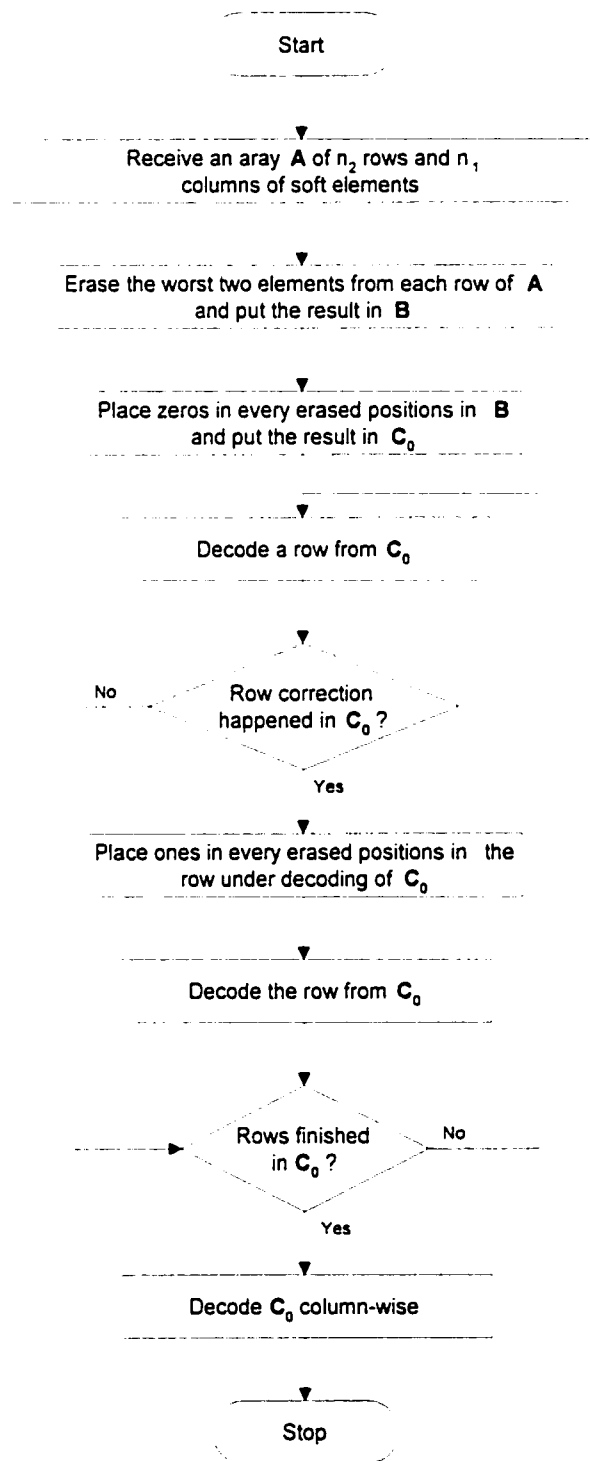 Start
Receive an aray A of n₂ rows and n₁
columns of soft elements
Erase the worst two elements from each row of A
and put the result in B
Place zeros in every erased positions in B
and put the result in C₀
Decode a row from C₀
No
Row correction
happened in C₀ ?
Yes
Place ones in every erased positions in the
row under decoding of C₀
Decode the row from C₀
Rows finished
in C₀ ?
No
Yes
Decode C₀ column-wise
Stop